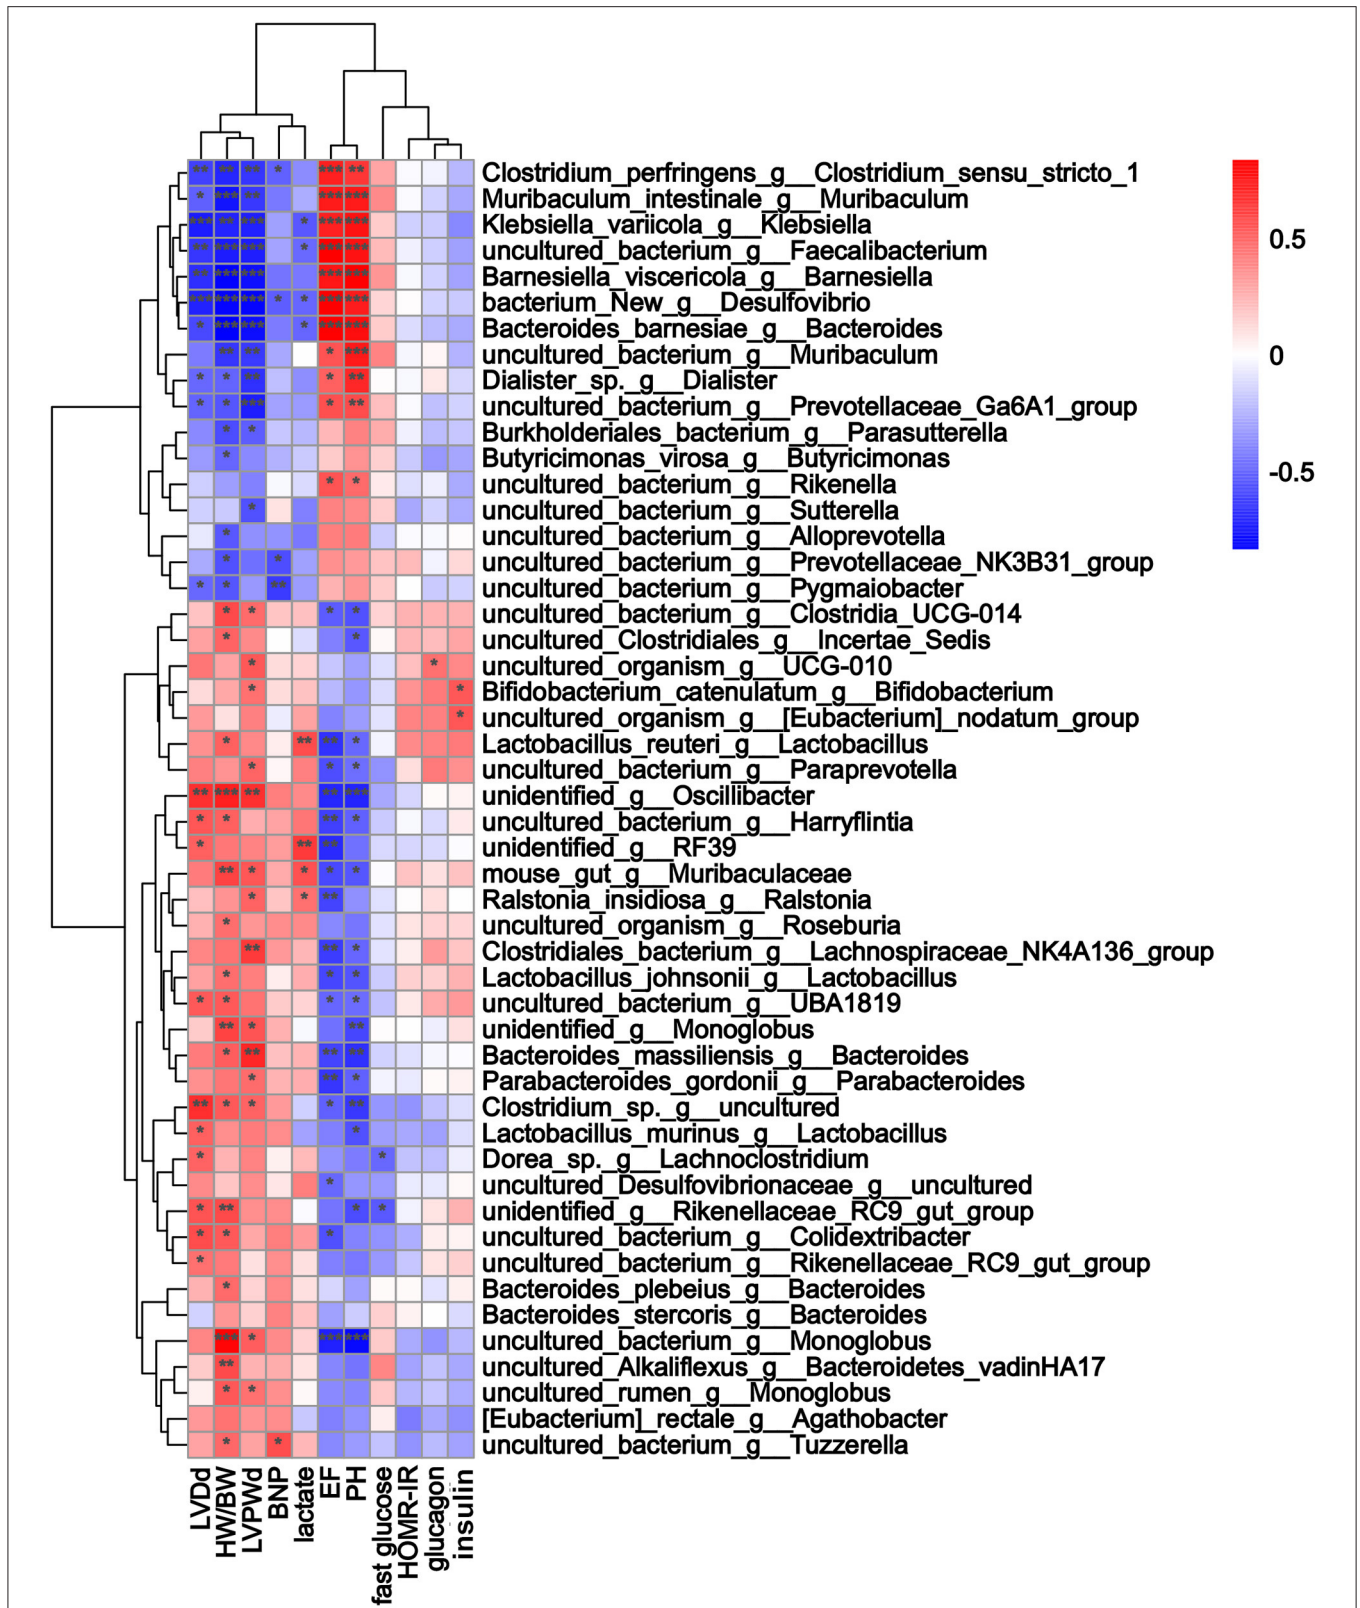 Clostridium_perfringens_g__Clostridium_sensu_stricto_1
Muribaculum_intestinale_g__Muribaculum
Klebsiella_variicola_g__Klebsiella
uncultured_bacterium_g__Faecalibacterium
Barnesiella_viscericola_g__Barnesiella
bacterium_New_g__Desulfovibrio
Bacteroides_barnesiae_g__Bacteroides
uncultured_bacterium_g__Muribaculum
Dialister_sp._g__Dialister
uncultured_bacterium_g__Prevotellaceae_Ga6A1_group
Burkholderiales_bacterium_g__Parasutterella
Butyricimonas_virosa_g__Butyricimonas
uncultured_bacterium_g__Rikenella
uncultured_bacterium_g__Sutterella
uncultured_bacterium_g__Alloprevotella
uncultured_bacterium_g__Prevotellaceae_NK3B31_group
uncultured_bacterium_g__Pygmaiobacter
uncultured_bacterium_g__Clostridia_UCG-014
uncultured_Clostridiales_g__Incertae_Sedis
uncultured_organism_g__UCG-010
Bifidobacterium_catenulatum_g__Bifidobacterium
uncultured_organism_g__[Eubacterium]_nodatum_group
Lactobacillus_reuteri_g__Lactobacillus
uncultured_bacterium_g__Paraprevotella
unidentified_g__Oscillibacter
uncultured_bacterium_g__Harryflintia
unidentified_g__RF39
mouse_gut_g__Muribaculaceae
Ralstonia_insidiosa_g__Ralstonia
uncultured_organism_g__Roseburia
Clostridiales_bacterium_g__Lachnospiraceae_NK4A136_group
Lactobacillus_johnsonii_g__Lactobacillus
uncultured_bacterium_g__UBA1819
unidentified_g__Monoglobus
Bacteroides_massiliensis_g__Bacteroides
Parabacteroides_gordonii_g__Parabacteroides
Clostridium_sp._g__uncultured
Lactobacillus_murinus_g__Lactobacillus
Dorea_sp._g__Lachnoclostridium
uncultured_Desulfovibrionaceae_g__uncultured
unidentified_g__Rikenellaceae_RC9_gut_group
uncultured_bacterium_g__Colidextribacter
uncultured_bacterium_g__Rikenellaceae_RC9_gut_group
Bacteroides_plebeius_g__Bacteroides
Bacteroides_stercoris_g__Bacteroides
uncultured_bacterium_g__Monoglobus
uncultured_Alkaliflexus_g__Bacteroidetes_vadinHA17
uncultured_rumen_g__Monoglobus
[Eubacterium]_rectale_g__Agathobacter
uncultured_bacterium_g__Tuzzerella
LVDd
HW/BW
LVPWd
BNP
lactate
EF
PH
fast glucose
HOMR-IR
glucagon
insulin
0.5
0
-0.5